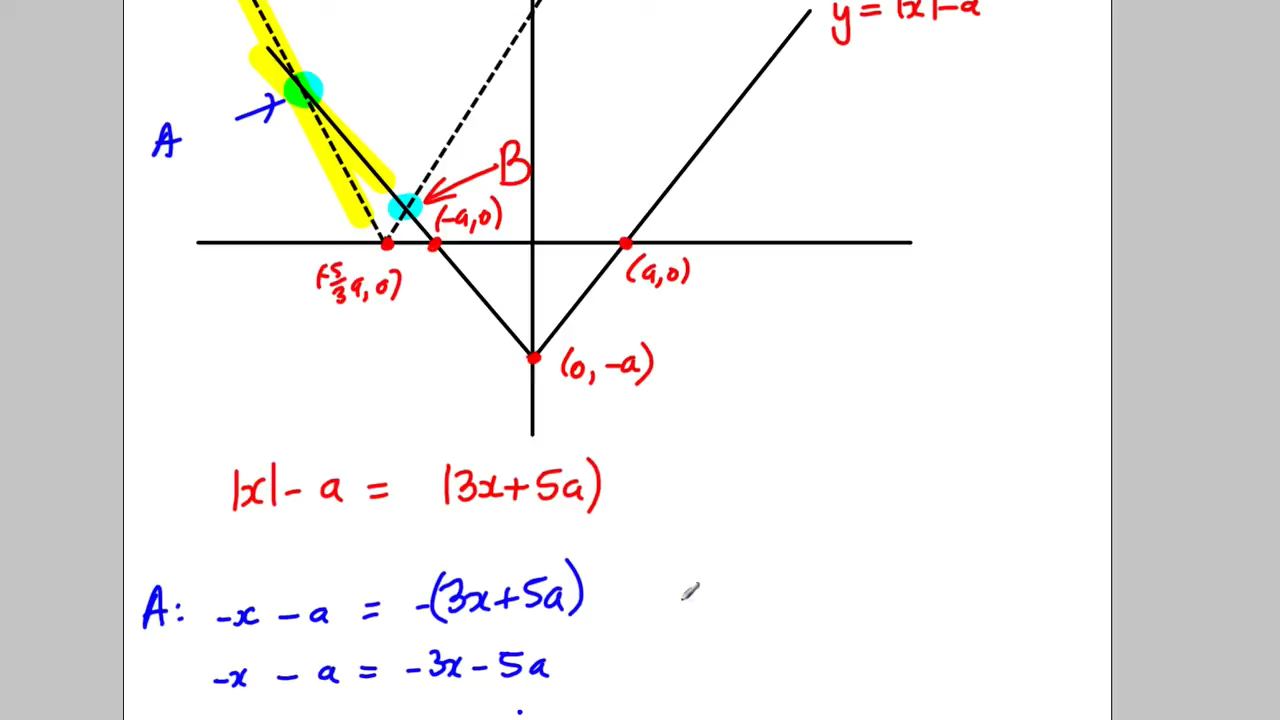 y = |x| - a
A
B
(-a,0)
(-5/3 a, 0)
(a,0)
(0, -a)
|x| - a = |3x+5a)
A: -x - a = -(3x+5a)
-x - a = -3x - 5a